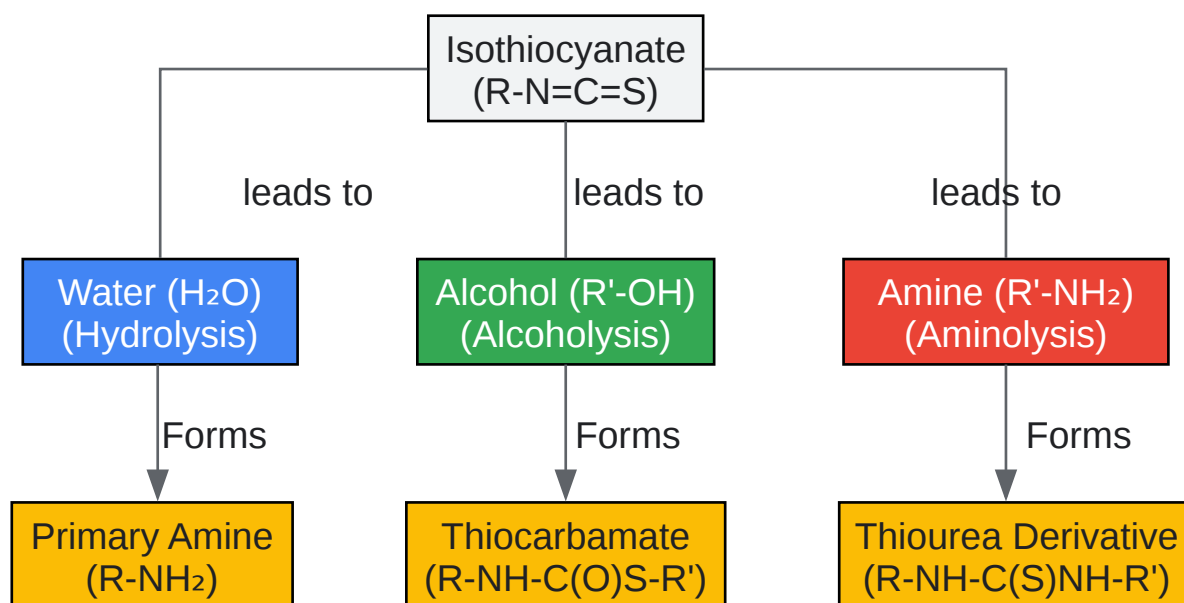 Isothiocyanate
(R-N=C=S)
leads to
leads to
leads to
Water (H₂O)
(Hydrolysis)
Alcohol (R'-OH)
(Alcoholysis)
Amine (R'-NH₂)
(Aminolysis)
Forms
Forms
Forms
Primary Amine
(R-NH₂)
Thiocarbamate
(R-NH-C(O)S-R')
Thiourea Derivative
(R-NH-C(S)NH-R')